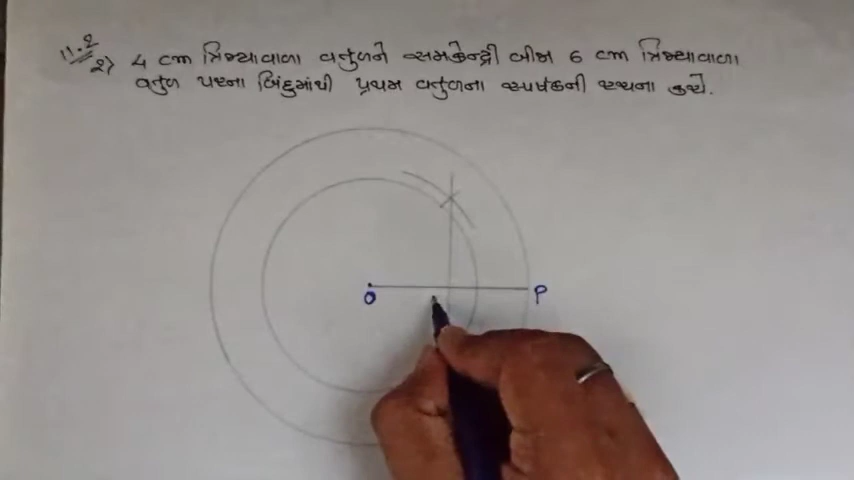 11.2
2) 4 cm ત્રિજ્યાવાળા વર્તુળને સમકેન્દ્રી બીજા 6 cm ત્રિજ્યાવાળા
વર્તુળ પરના બિંદુમાંથી પ્રથમ વર્તુળના સ્પર્શકની રચના કરો.
O P